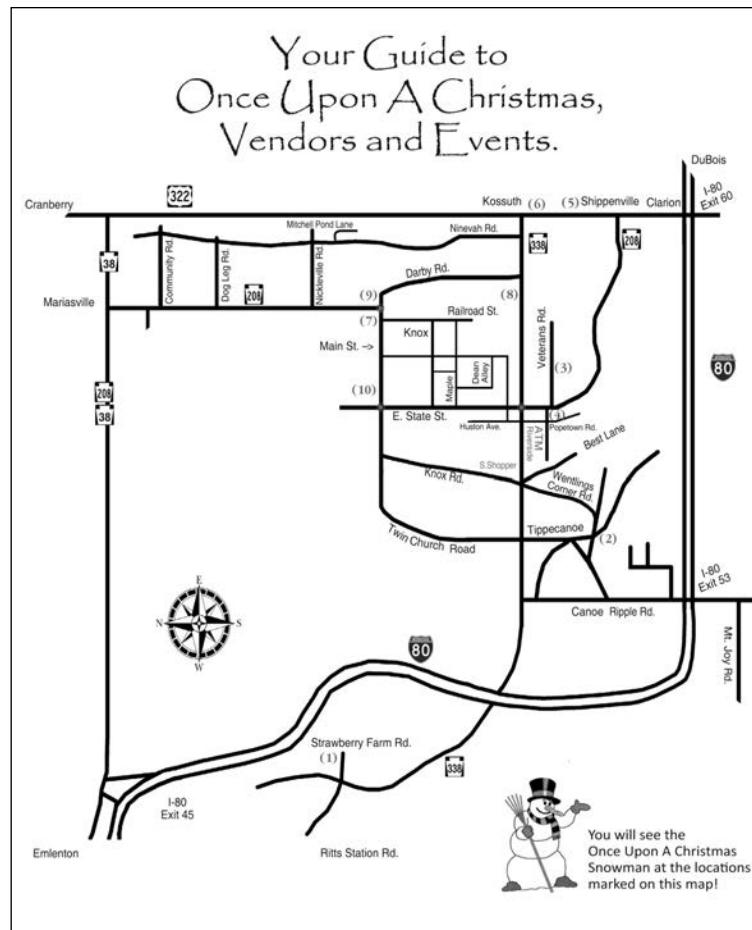 Your Guide to
Once Upon A Christmas,
Vendors and Events.
DuBois
I-80
Exit 60
322
Cranberry
Kossuth (6) (5) Shippenville Clarion
Mitchell Pond Lane
Ninevah Rd.
338
208
38
Community Rd.
Dog Leg Rd.
Nickleville Rd.
Darby Rd.
208
(9)
(8)
Mariasville
(7)
Railroad St.
Knox
Veterans Rd.
Main St. ->
Dean
Alley
(3)
80
Maple
208
38
(10)
E. State St.
(4)
Huston Ave.
Popetown Rd.
ATM
Riverside
Best Lane
S.Shopper
Knox Rd.
Wentlings
Corner Rd.
Twin Church Road
Tippecanoe
(2)
I-80
Exit 53
Canoe Ripple Rd.
Mt. Joy Rd.
E
N
S
W
80
Strawberry Farm Rd.
(1)
338
I-80
Exit 45
Emlenton
Ritts Station Rd.
You will see the
Once Upon A Christmas
Snowman at the locations
marked on this map!